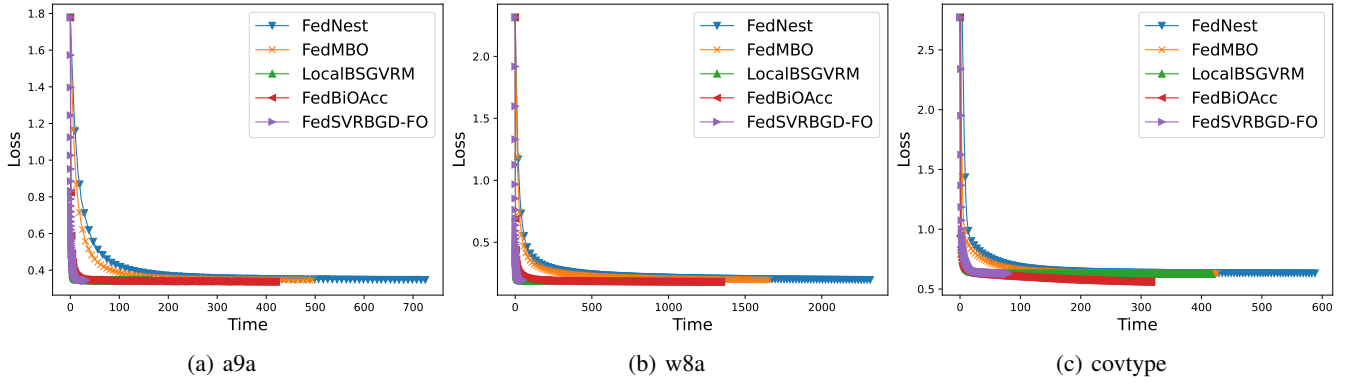 1.8
1.6
1.4
1.2
1.0
0.8
0.6
0.4
Loss
0 100 200 300 400 500 600 700
Time
FedNest
FedMBO
LocalBSGVRM
FedBiOAcc
FedSVRBGD-FO
(a) a9a
2.0
1.5
1.0
0.5
Loss
0 500 1000 1500 2000
Time
FedNest
FedMBO
LocalBSGVRM
FedBiOAcc
FedSVRBGD-FO
(b) w8a
2.5
2.0
1.5
1.0
0.5
Loss
0 100 200 300 400 500 600
Time
FedNest
FedMBO
LocalBSGVRM
FedBiOAcc
FedSVRBGD-FO
(c) covtype